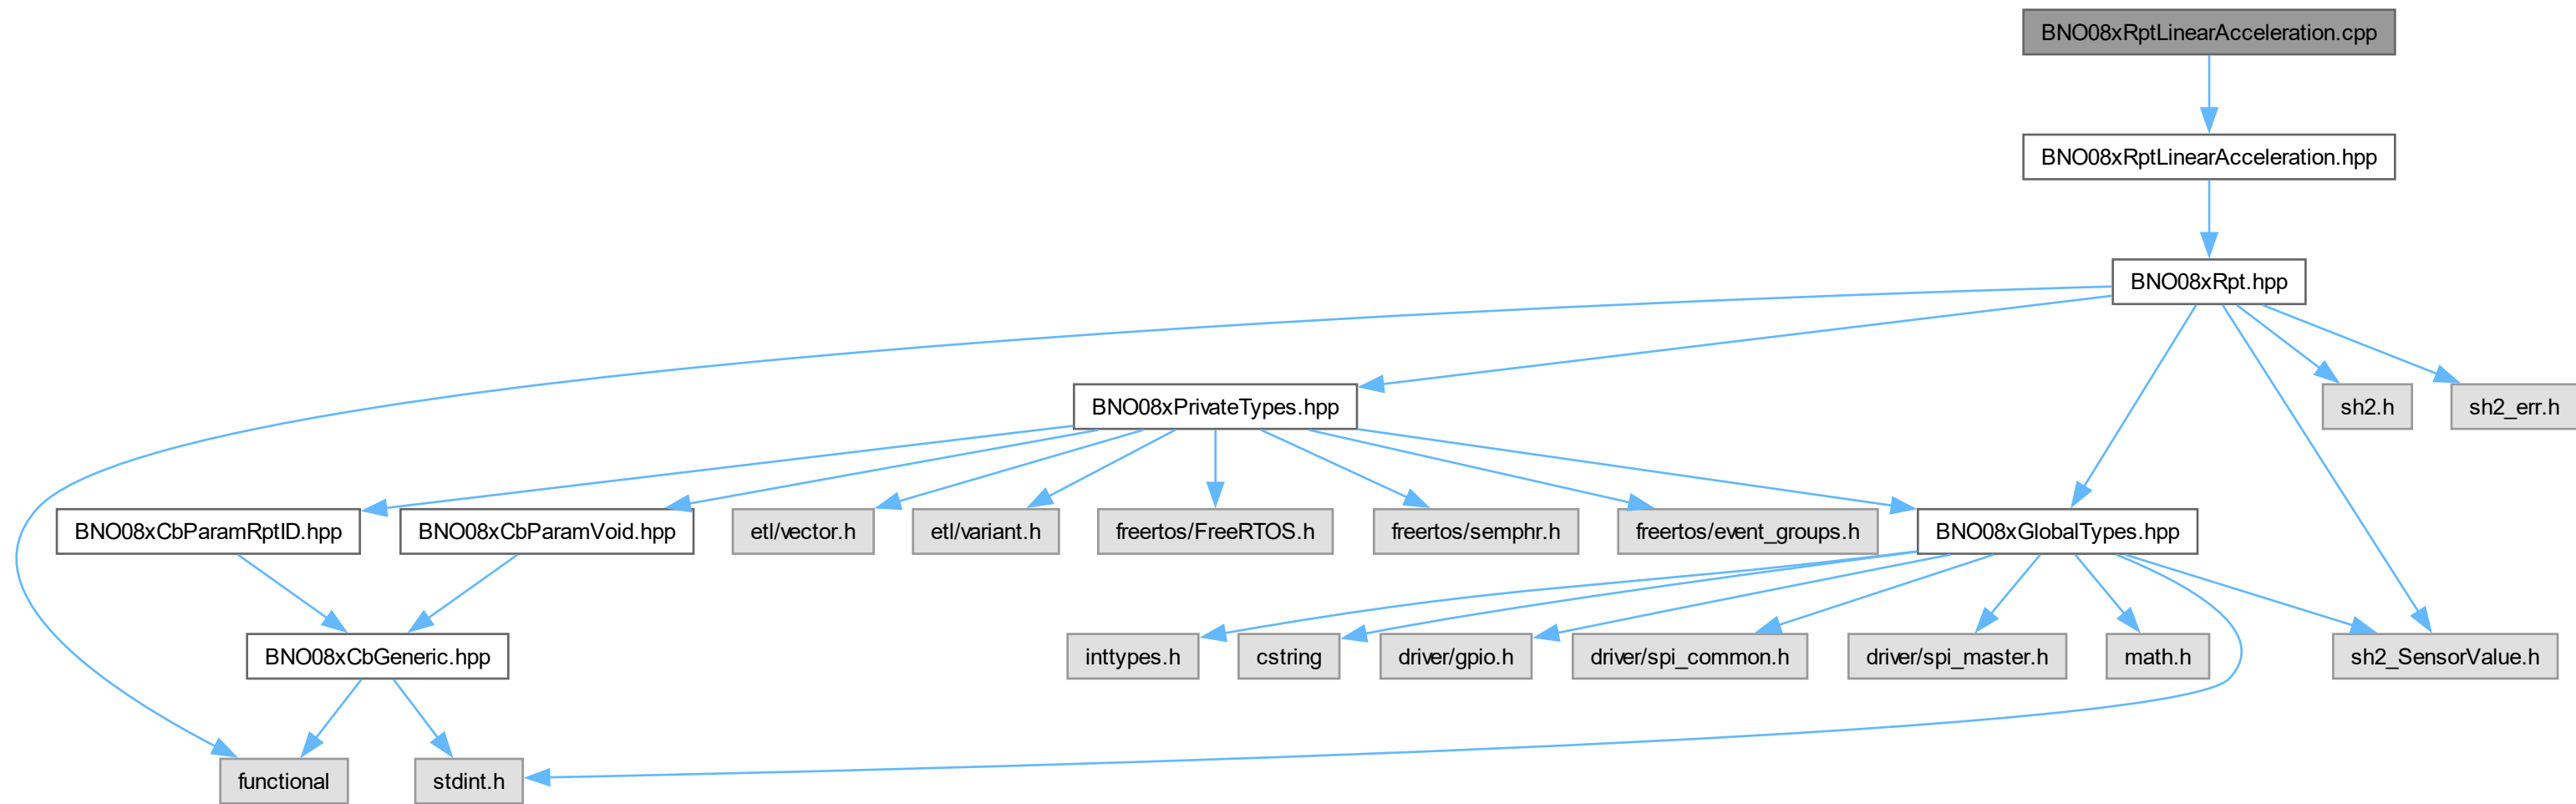 BNO08xRptLinearAcceleration.cpp
BNO08xRptLinearAcceleration.hpp
BNO08xRpt.hpp
BNO08xPrivateTypes.hpp
sh2.h
sh2_err.h
BNO08xCbParamRptID.hpp
BNO08xCbParamVoid.hpp
etl/vector.h
etl/variant.h
freertos/FreeRTOS.h
freertos/semphr.h
freertos/event_groups.h
BNO08xGlobalTypes.hpp
BNO08xCbGeneric.hpp
inttypes.h
cstring
driver/gpio.h
driver/spi_common.h
driver/spi_master.h
math.h
sh2_SensorValue.h
functional
stdint.h